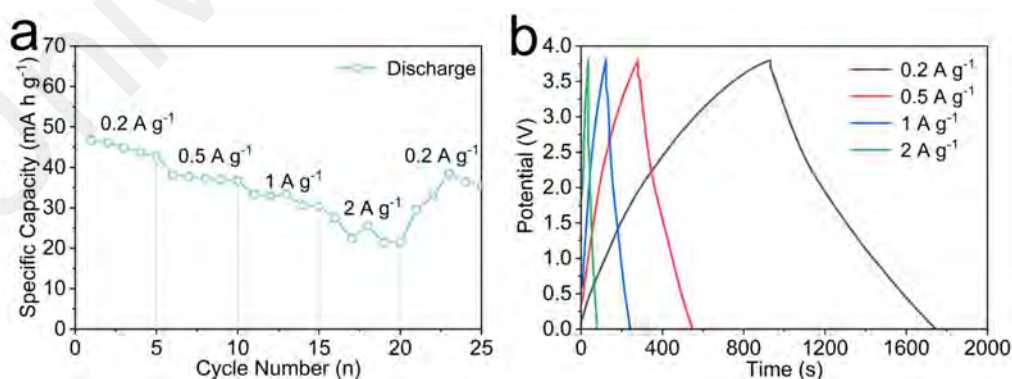 a
70
60
50
40
30
20
10
0
0
5
10
15
20
25
Specific Capacity (mA h g⁻¹)
Cycle Number (n)
Discharge
0.2 A g⁻¹
0.5 A g⁻¹
1 A g⁻¹
2 A g⁻¹
0.2 A g⁻¹
b
4.0
3.5
3.0
2.5
2.0
1.5
1.0
0.5
0.0
0
400
800
1200
1600
2000
Potential (V)
Time (s)
0.2 A g⁻¹
0.5 A g⁻¹
1 A g⁻¹
2 A g⁻¹